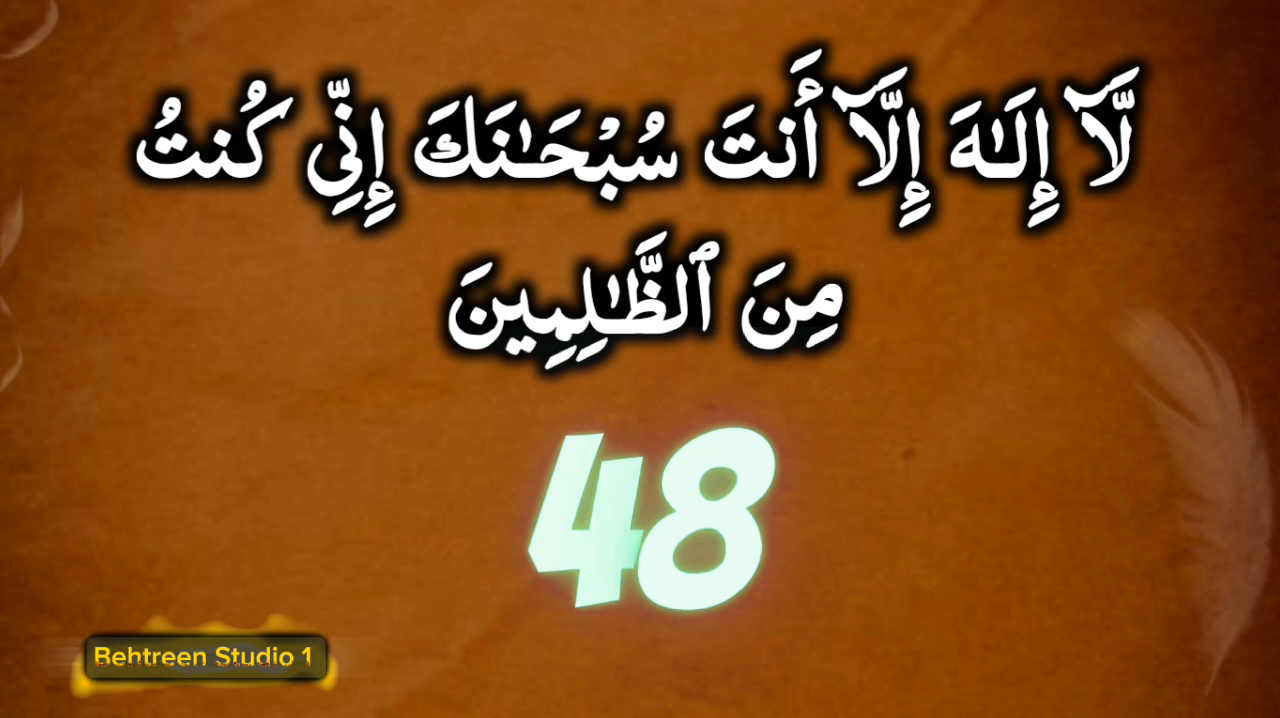 لَّآ إِلَـٰهَ إِلَّآ أَنتَ سُبْحَـٰنَكَ إِنِّى كُنتُ
مِنَ ٱلظَّـٰلِمِينَ
48
Behtreen Studio 1